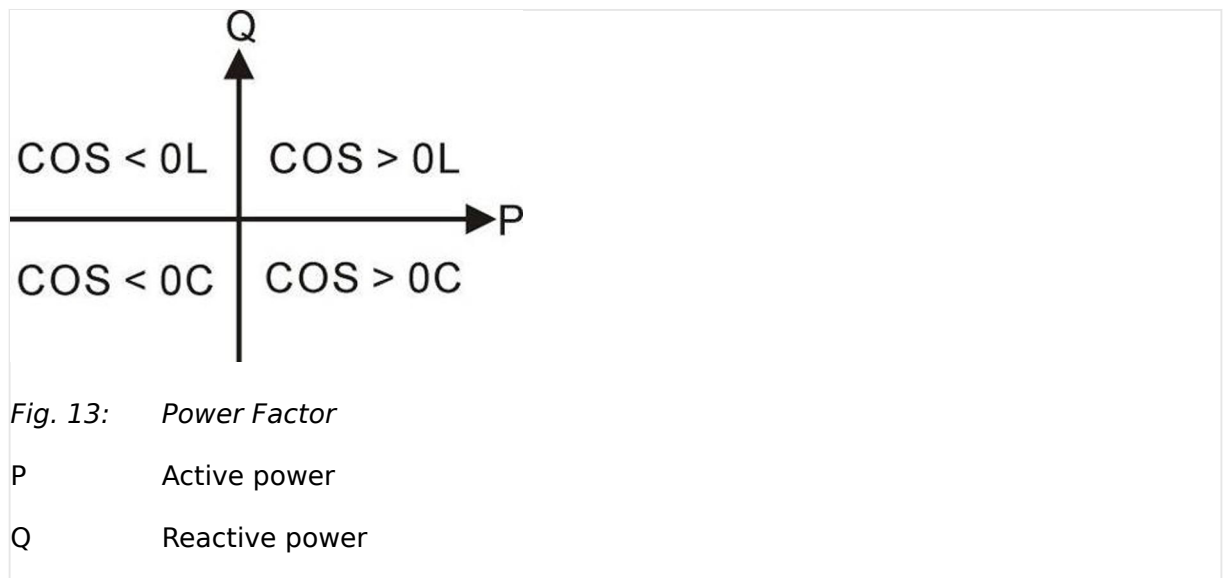 Q
COS < 0L COS > 0L
P
COS < 0C COS > 0C
Fig. 13: Power Factor
P Active power
Q Reactive power